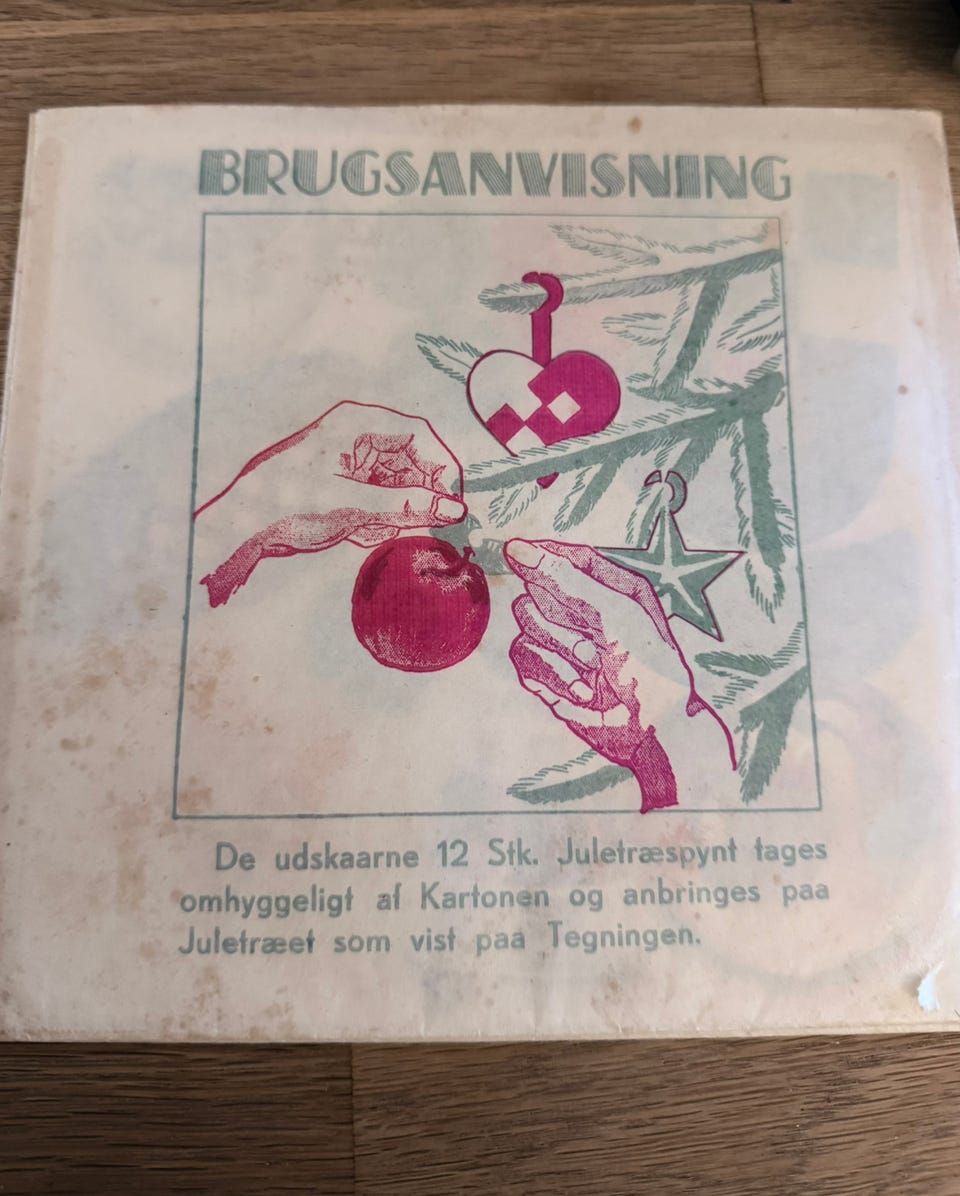 BRUGSANVISNING
De udskaarne 12 Stk. Juletræspynt tages
omhyggeligt af Kartonen og anbringes paa
Juletræet som vist paa Tegningen.